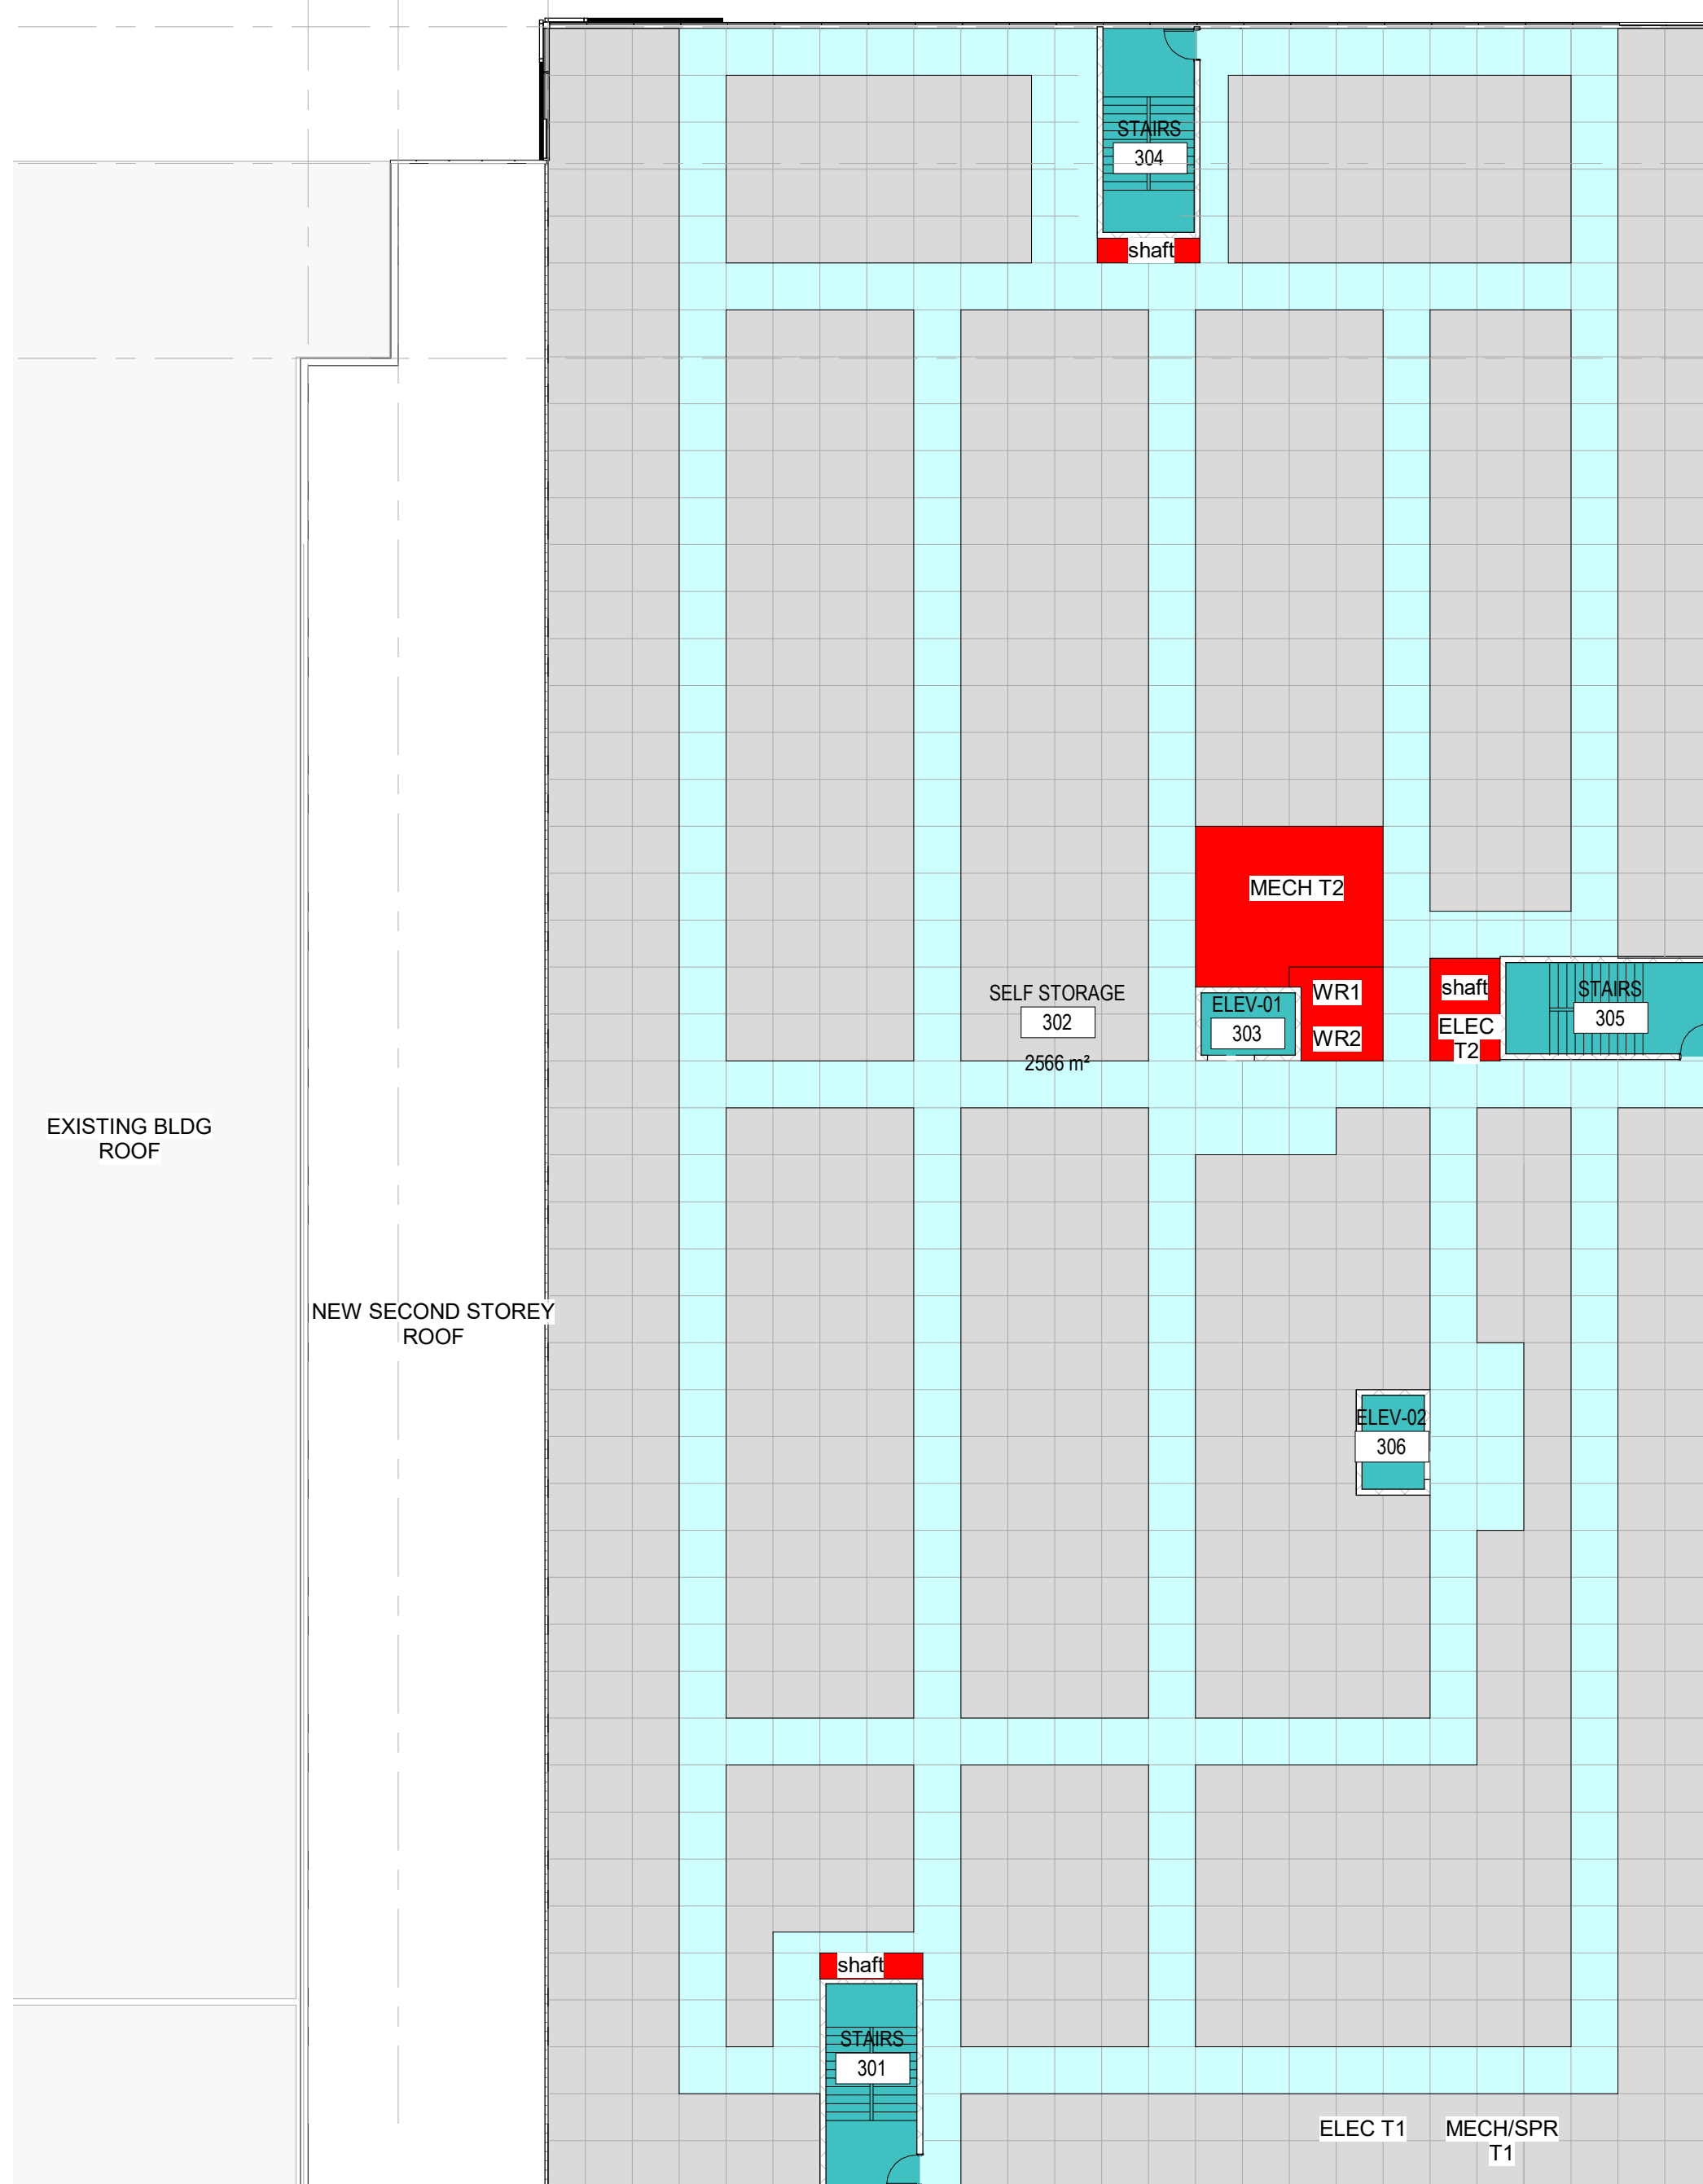 STAIRS
304
shaft
MECH T2
SELF STORAGE
302
2566 m²
ELEV-01
303
WR1
WR2
shaft
ELEC
T2
STAIRS
305
EXISTING BLDG
ROOF
NEW SECOND STOREY
ROOF
ELEV-02
306
shaft
STAIRS
301
ELEC T1
MECH/SPR
T1